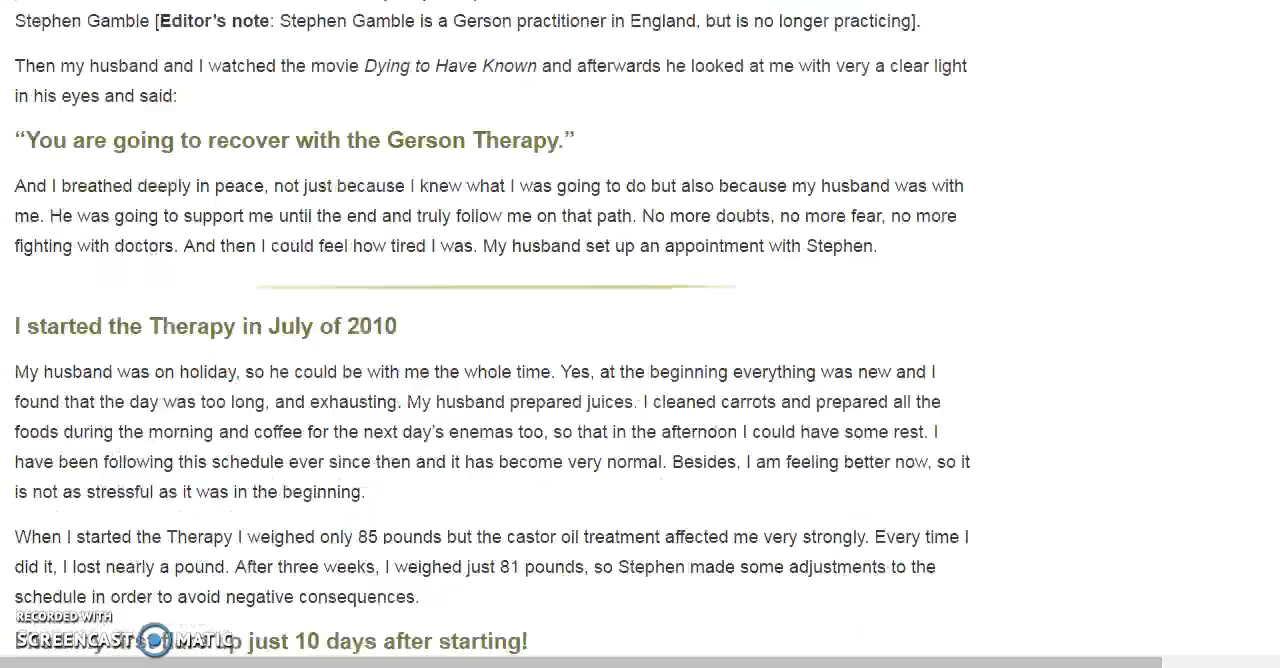 Stephen Gamble [Editor's note: Stephen Gamble is a Gerson practitioner in England, but is no longer practicing].
Then my husband and I watched the movie Dying to Have Known and afterwards he looked at me with very a clear light
in his eyes and said:
“You are going to recover with the Gerson Therapy.”
And I breathed deeply in peace, not just because I knew what I was going to do but also because my husband was with
me. He was going to support me until the end and truly follow me on that path. No more doubts, no more fear, no more
fighting with doctors. And then I could feel how tired I was. My husband set up an appointment with Stephen.
I started the Therapy in July of 2010
My husband was on holiday, so he could be with me the whole time. Yes, at the beginning everything was new and I
found that the day was too long, and exhausting. My husband prepared juices. I cleaned carrots and prepared all the
foods during the morning and coffee for the next day's enemas too, so that in the afternoon I could have some rest. I
have been following this schedule ever since then and it has become very normal. Besides, I am feeling better now, so it
is not as stressful as it was in the beginning.
When I started the Therapy I weighed only 85 pounds but the castor oil treatment affected me very strongly. Every time I
did it, I lost nearly a pound. After three weeks, I weighed just 81 pounds, so Stephen made some adjustments to the
schedule in order to avoid negative consequences.
RECORDED WITH
SCREENCAST MATIC
just 10 days after starting!